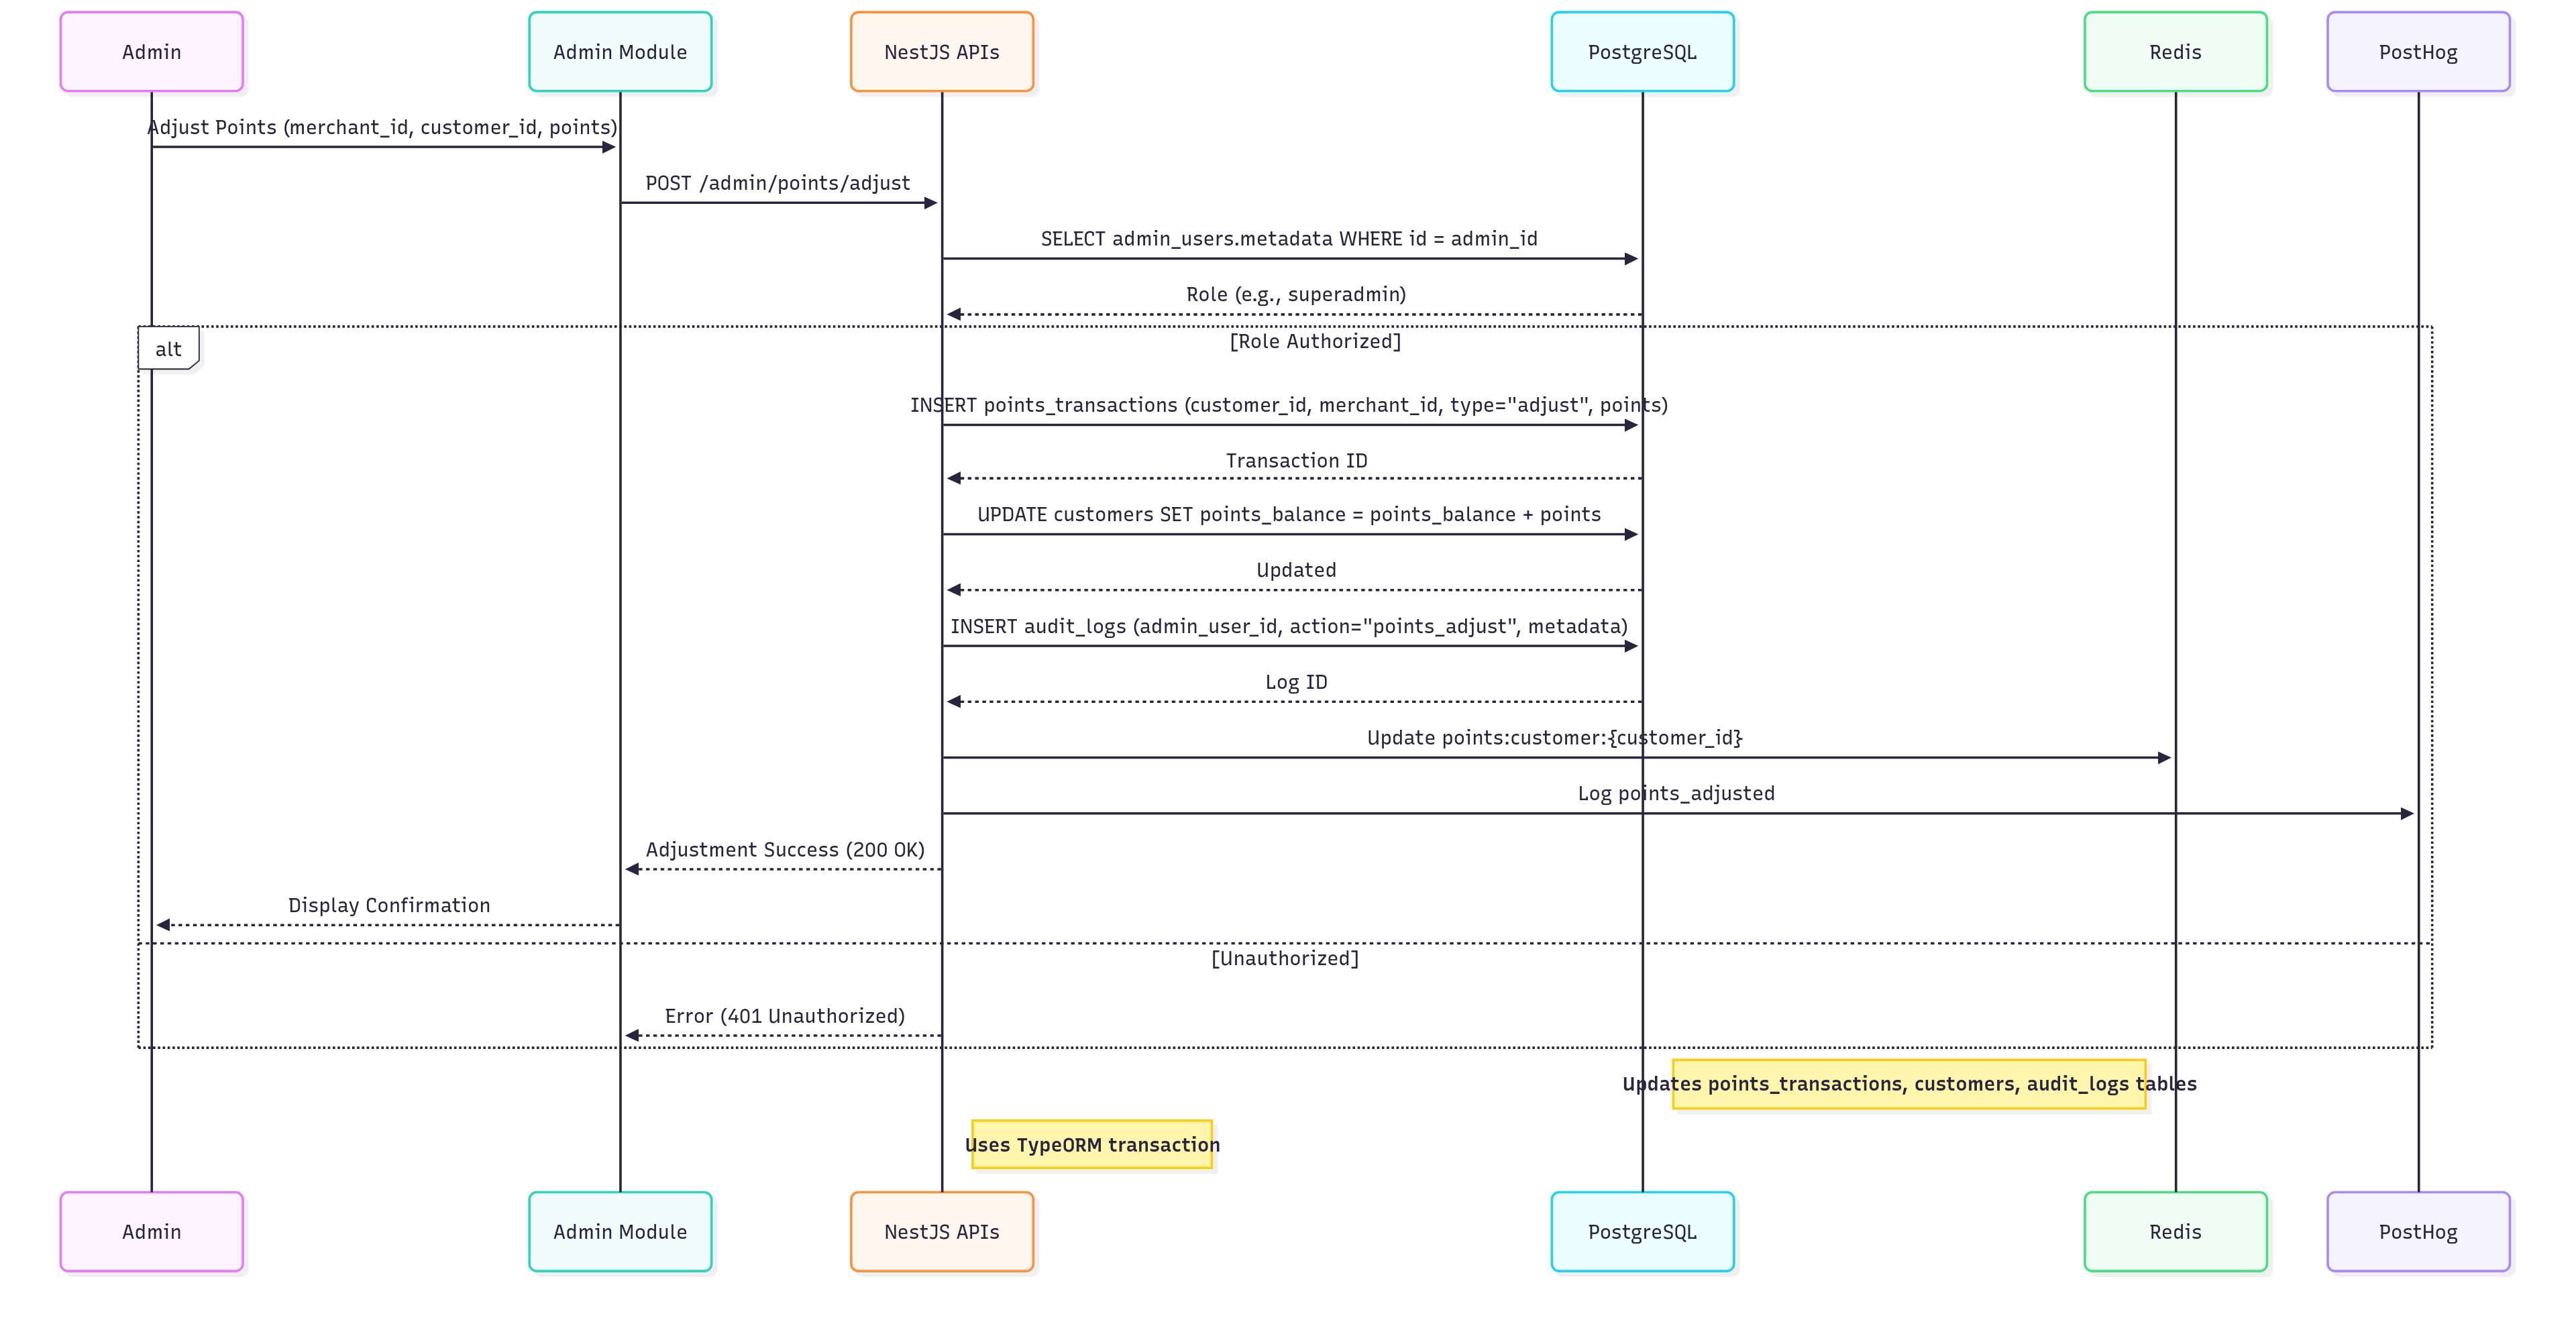 Admin
Admin Module
NestJS APIs
PostgreSQL
Redis
PostHog
Adjust Points (merchant_id, customer_id, points)
POST /admin/points/adjust
SELECT admin_users.metadata WHERE id = admin_id
Role (e.g., superadmin)
alt
[Role Authorized]
INSERT points_transactions (customer_id, merchant_id, type="adjust", points)
Transaction ID
UPDATE customers SET points_balance = points_balance + points
Updated
INSERT audit_logs (admin_user_id, action="points_adjust", metadata)
Log ID
Update points:customer:{customer_id}
Log points_adjusted
Adjustment Success (200 OK)
Display Confirmation
[Unauthorized]
Error (401 Unauthorized)
Updates points_transactions, customers, audit_logs tables
Uses TypeORM transaction
Admin
Admin Module
NestJS APIs
PostgreSQL
Redis
PostHog